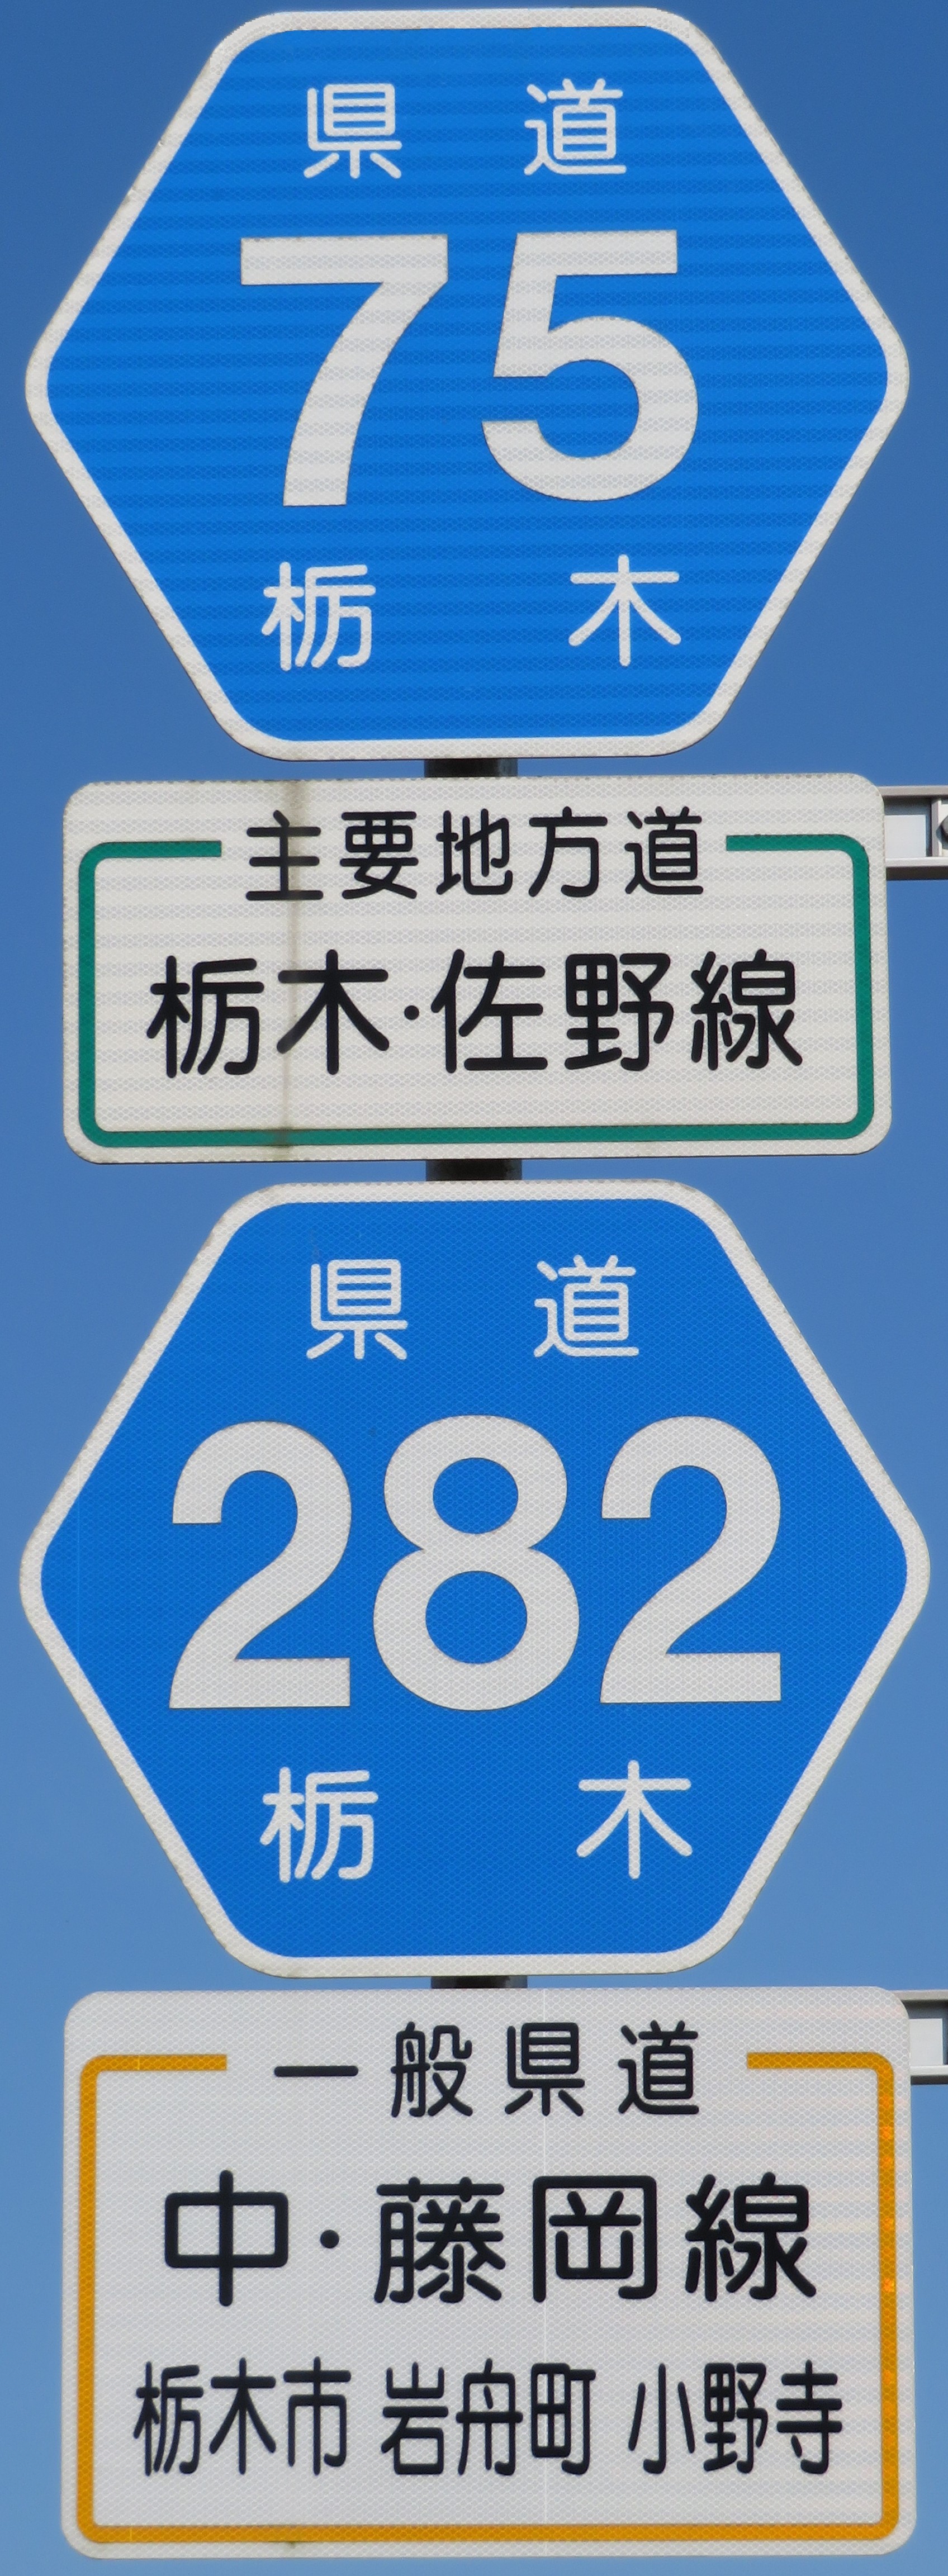 県 道
75
栃 木
主要地方道
栃木·佐野線
県 道
282
栃 木
一般県道
中·藤岡線
栃木市 岩舟町 小野寺